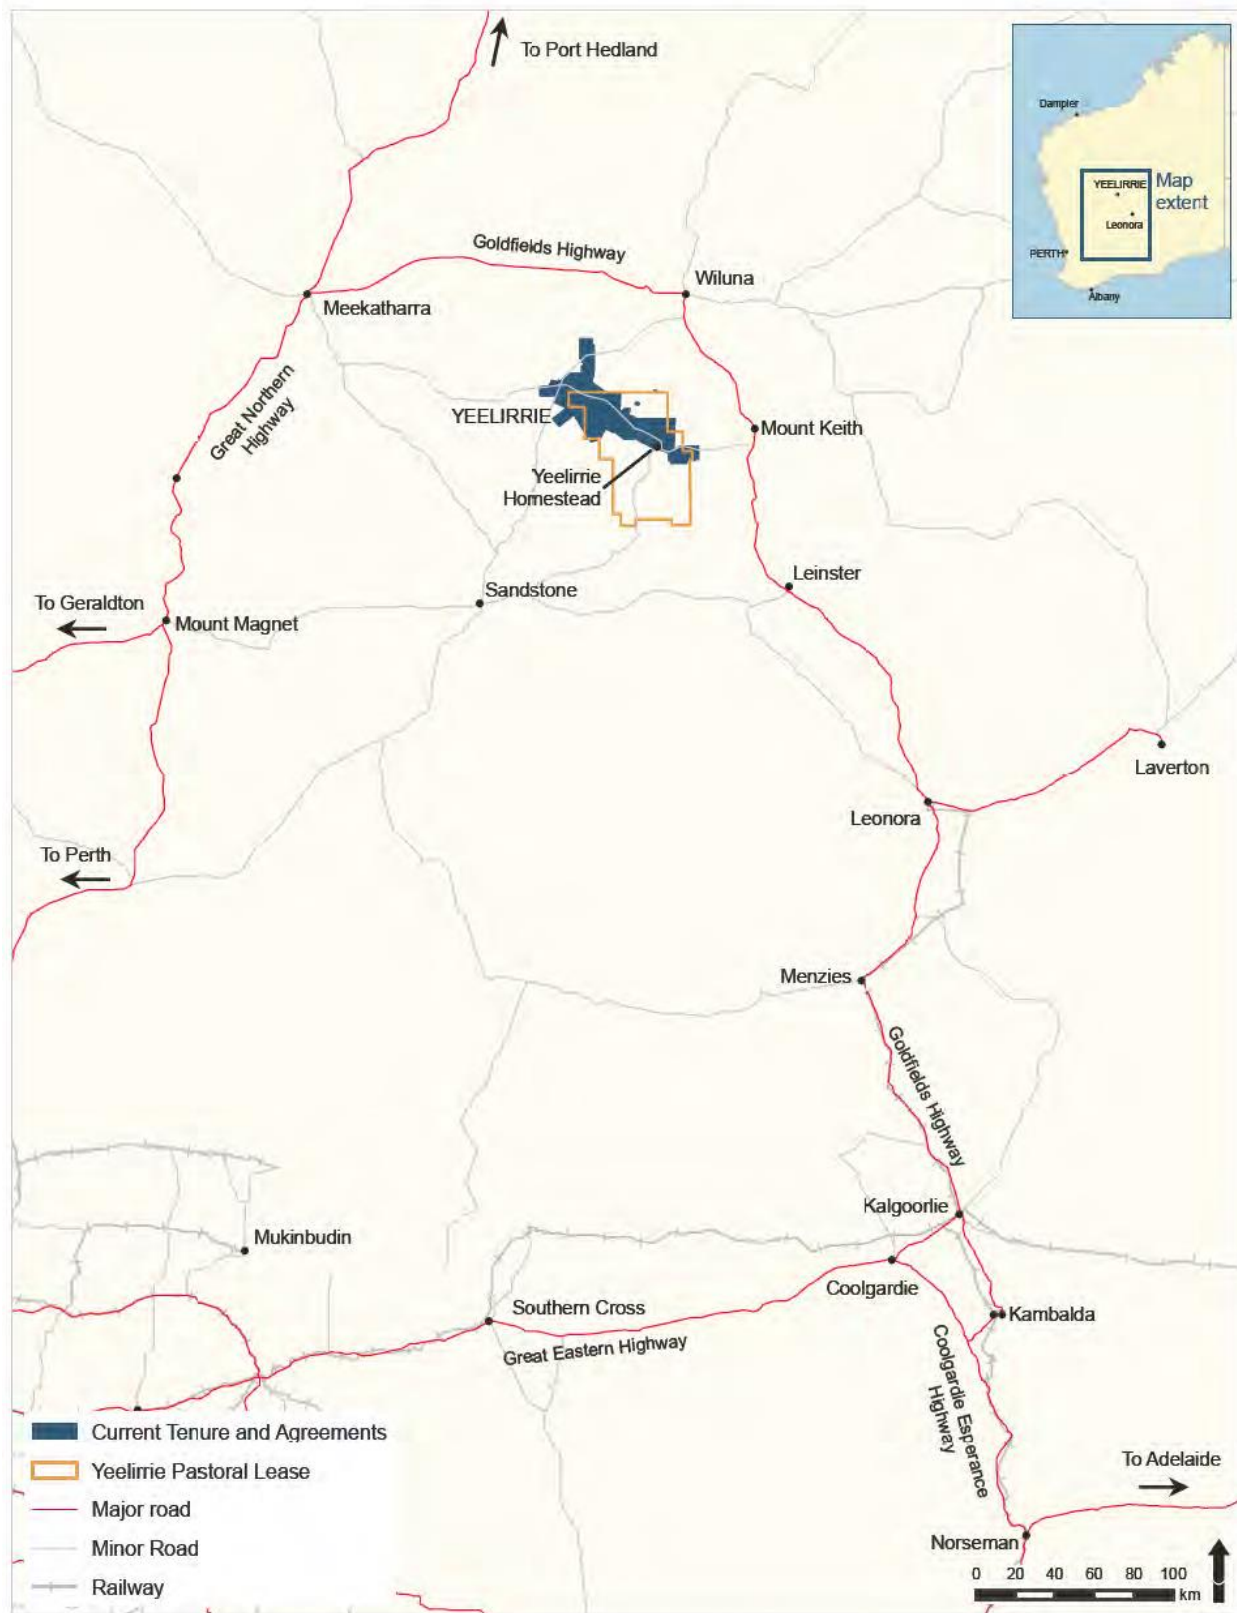 To Port Hedland
Dampier
YEELIRRIE
Map
extent
Leonora
PERTH
Albany
Goldfields Highway
Wiluna
Meekatharra
Great Northern
Highway
YEELIRRIE
Mount Keith
Yeelirrie
Homestead
Leinster
Sandstone
To Geraldton
Mount Magnet
Laverton
Leonora
To Perth
Menzies
Goldfields Highway
Kalgoorlie
Mukinbudin
Coolgardie
Southern Cross
Kambalda
Great Eastern Highway
Coolgardie Esperance
Highway
Current Tenure and Agreements
Yeelirrie Pastoral Lease
Major road
Minor Road
Railway
To Adelaide
Norseman
0 20 40 60 80 100
km